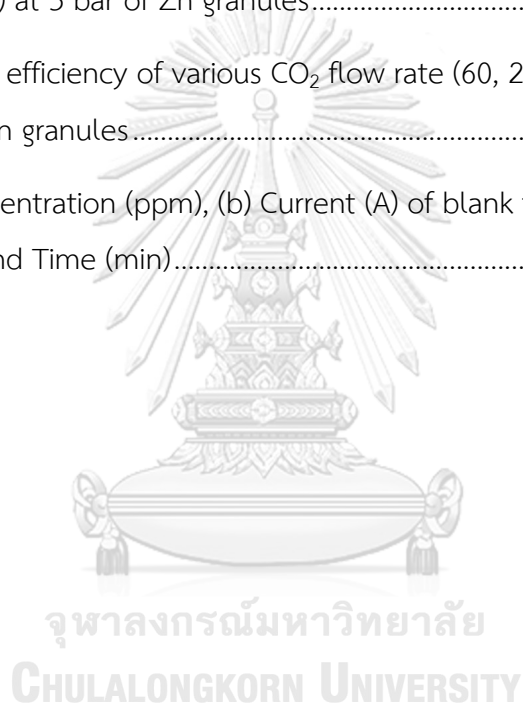 ) at 5 bar of Zn granules
efficiency of various CO₂ flow rate (60, 2
n granules
entration (ppm), (b) Current (A) of blank
nd Time (min)
จุฬาลงกรณ์มหาวิทยาลัย
CHULALONGKORN UNIVERSITY